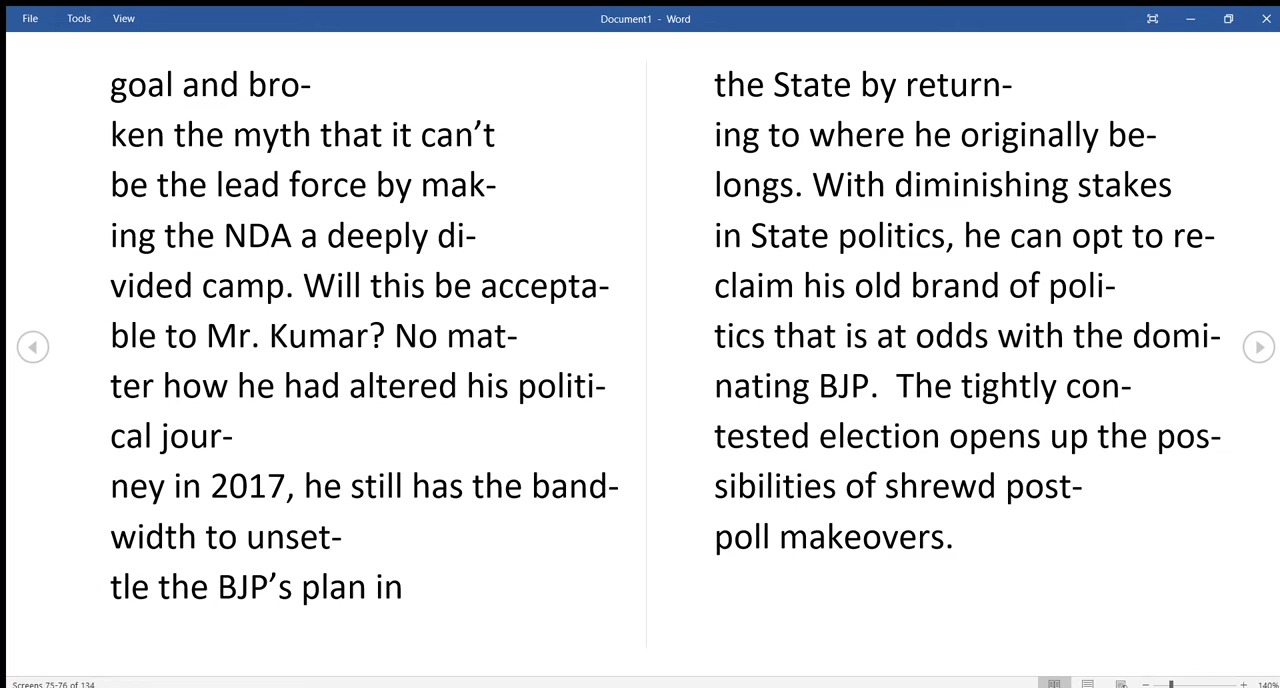 File Tools View Document1 - Word
goal and bro-
ken the myth that it can’t
be the lead force by mak-
ing the NDA a deeply di-
vided camp. Will this be accepta-
ble to Mr. Kumar? No mat-
ter how he had altered his politi-
cal jour-
ney in 2017, he still has the band-
width to unset-
tle the BJP’s plan in
the State by return-
ing to where he originally be-
longs. With diminishing stakes
in State politics, he can opt to re-
claim his old brand of poli-
tics that is at odds with the domi-
nating BJP.  The tightly con-
tested election opens up the pos-
sibilities of shrewd post-
poll makeovers.
Screens 75-76 of 134 140%